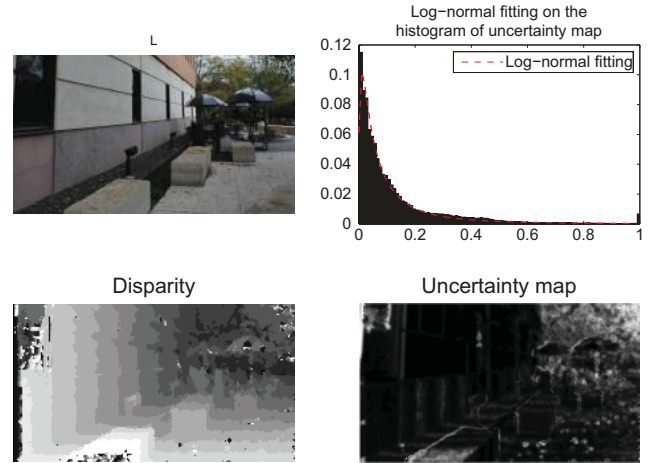 L
Log−normal fitting on the
histogram of uncertainty map
0.12
0.1
0.08
0.06
0.04
0.02
0
Log−normal fitting
0 0.2 0.4 0.6 0.8 1
Disparity
Uncertainty map